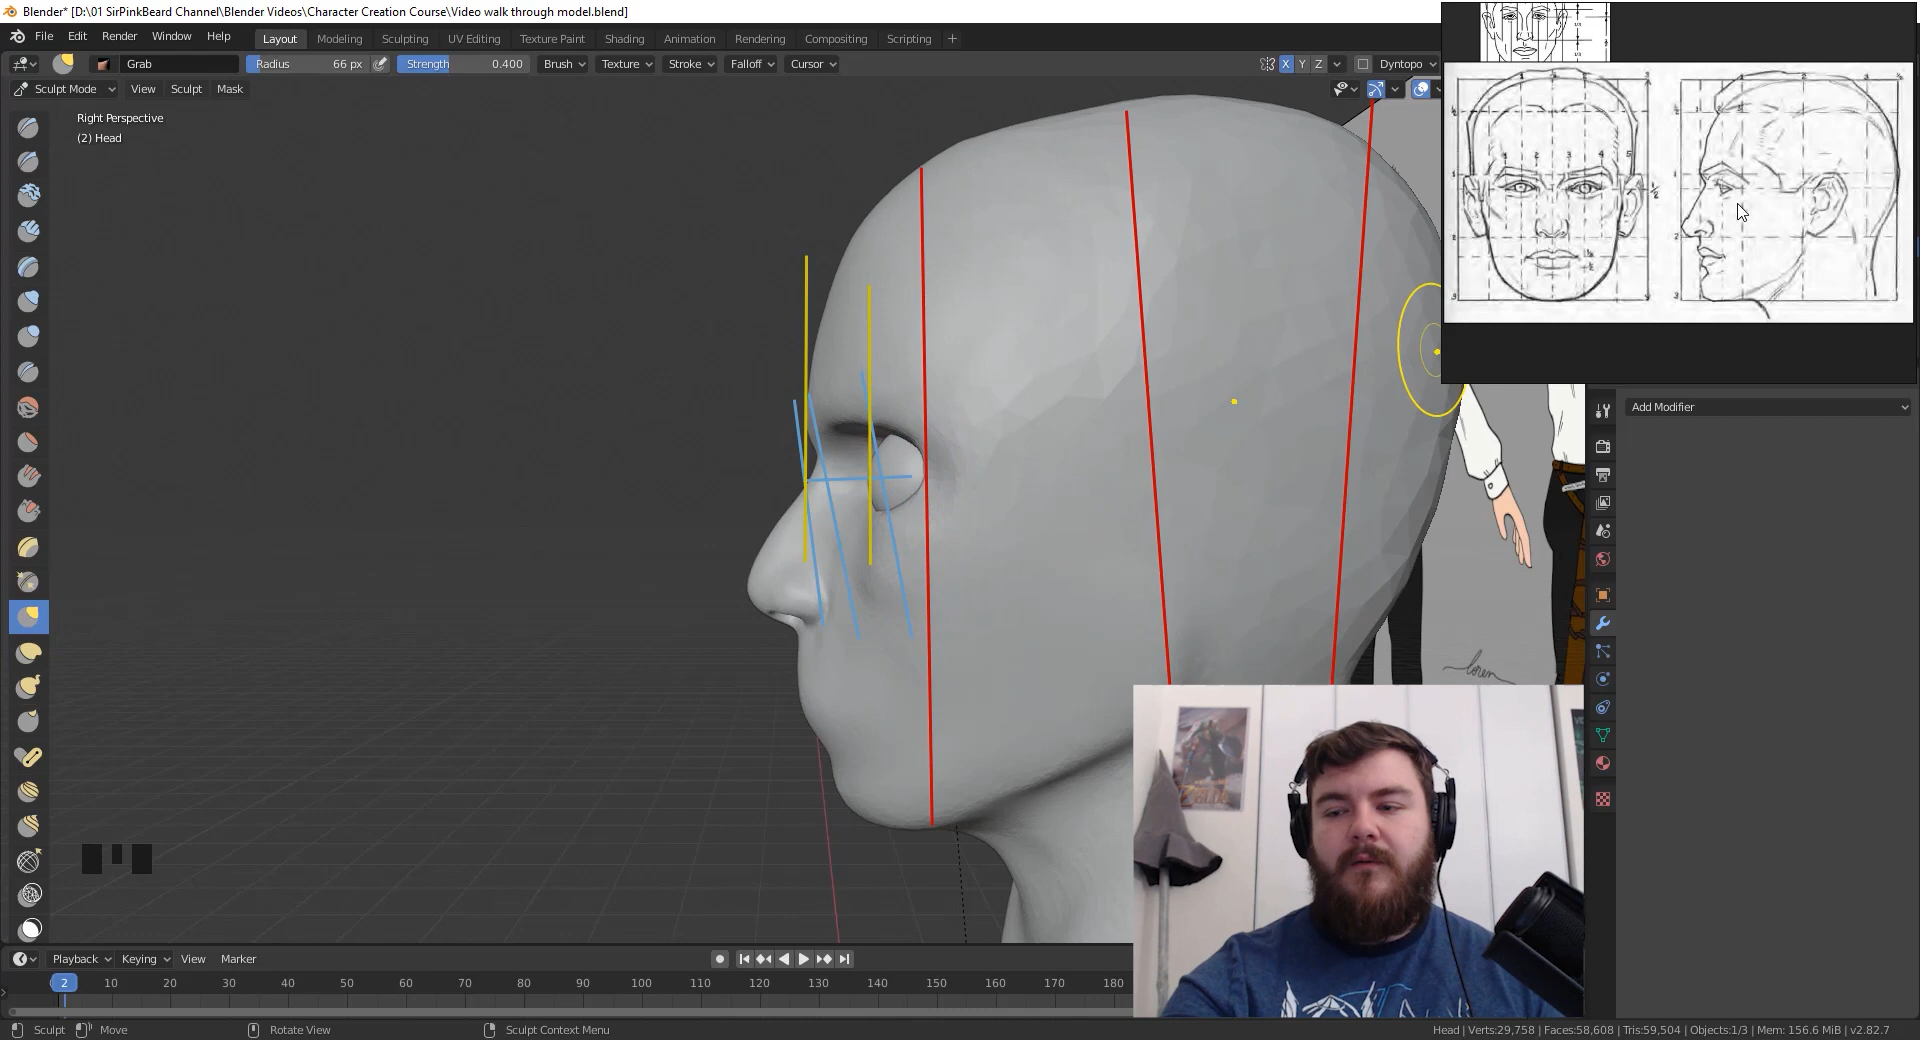 Blender* [D:\01 SirPinkBeard Channel\Blender Videos\Character Creation Course\Video walk through model.blend]
File Edit Render Window Help Layout Modeling Sculpting UV Editing Texture Paint Shading Animation Rendering Compositing Scripting +
Grab Radius 66 px Strength 0.400 Brush Texture Stroke Falloff Cursor X Y Z Dyntopo
Sculpt Mode View Sculpt Mask
Right Perspective
(2) Head
Add Modifier
Loren
ZELDA
Playback Keying View Marker
2 10 20 30 40 50 60 70 80 90 100 110 120 130 140 150 160 170 180
Sculpt Move Rotate View Sculpt Context Menu Head | Verts:29,758 | Faces:58,608 | Tris:59,504 | Objects:1/3 | Mem: 156.6 MiB | v2.82.7